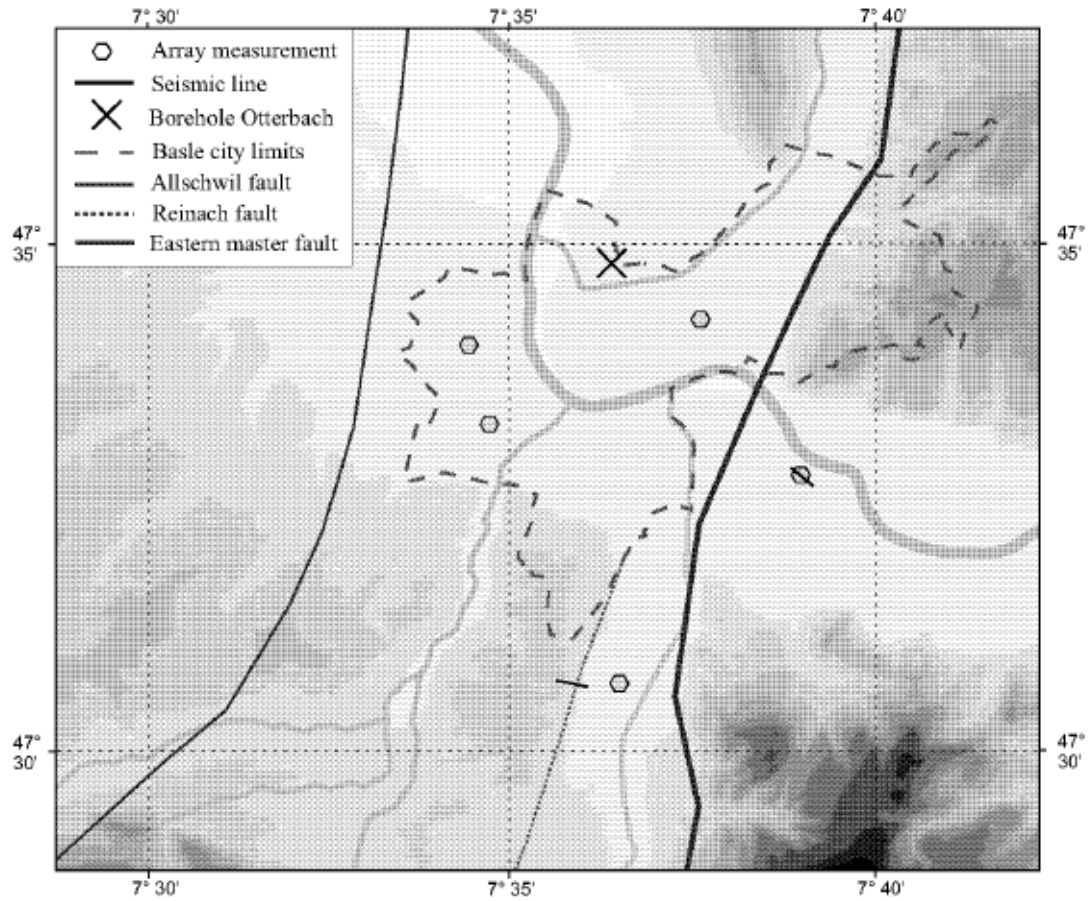 7° 30'
7° 35'
7° 40'
Array measurement
Seismic line
Borehole Otterbach
Basle city limits
Allschwil fault
Reinach fault
Eastern master fault
47°
35'
47°
35'
47°
30'
47°
30'
7° 30'
7° 35'
7° 40'